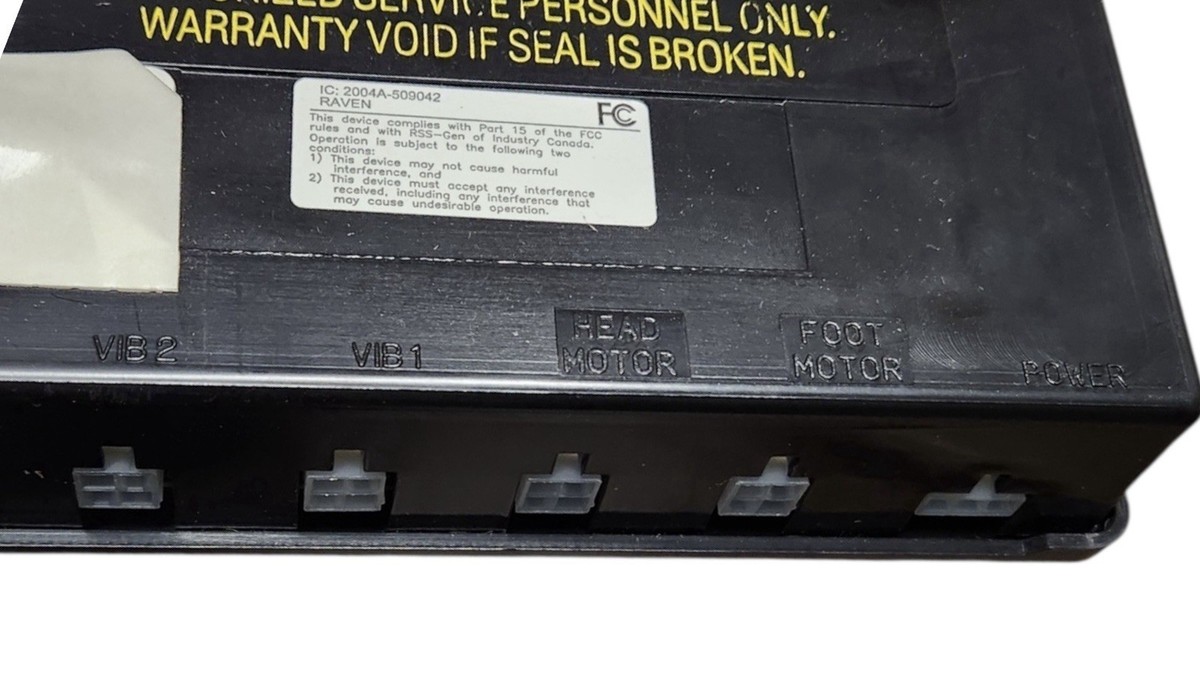 SERVICE PERSONNEL ONLY.
WARRANTY VOID IF SEAL IS BROKEN.
IC: 2004A-509042
RAVEN
FC
This device complies with Part 15 of the FCC
rules and with RSS-Gen of Industry Canada.
Operation is subject to the following two
conditions:
1) This device may not cause harmful
interference, and
2) This device must accept any interference
received, including any interference that
may cause undesirable operation.
VIB 2
VIB 1
HEAD
MOTOR
FOOT
MOTOR
POWER